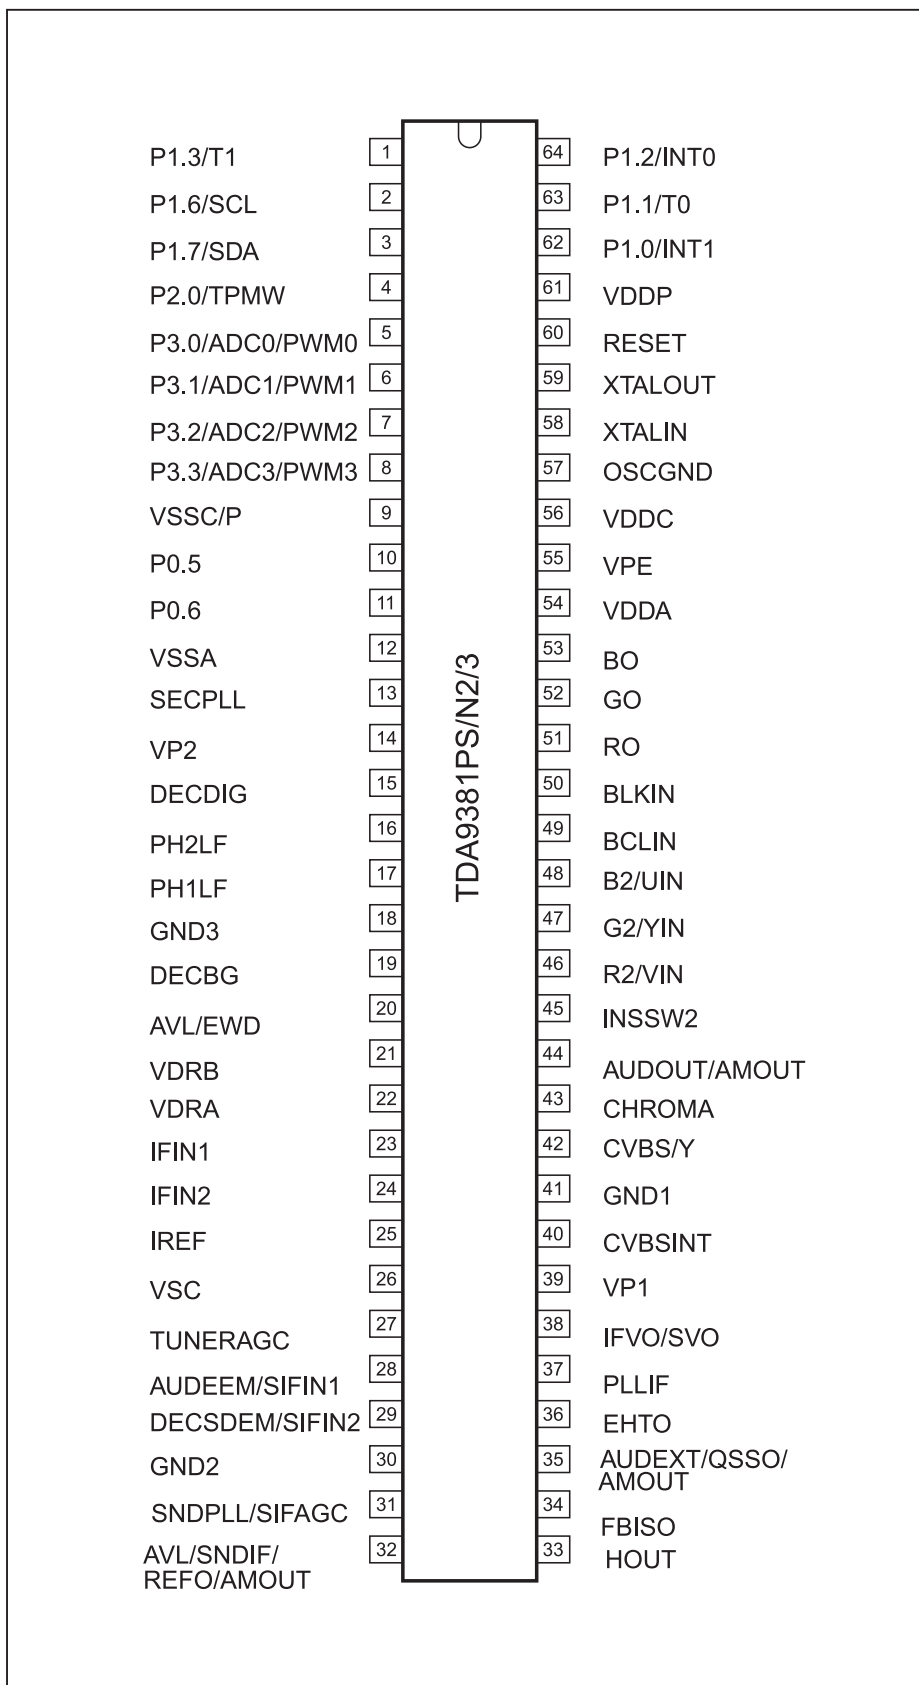 P1.3/T1 1 64 P1.2/INT0
P1.6/SCL 2 63 P1.1/T0
P1.7/SDA 3 62 P1.0/INT1
P2.0/TPMW 4 61 VDDP
P3.0/ADC0/PWM0 5 60 RESET
P3.1/ADC1/PWM1 6 59 XTALOUT
P3.2/ADC2/PWM2 7 58 XTALIN
P3.3/ADC3/PWM3 8 57 OSCGND
VSSC/P 9 56 VDDC
P0.5 10 55 VPE
P0.6 11 54 VDDA
VSSA 12 53 BO
SECPLL 13 52 GO
VP2 14 51 RO
DECDIG 15 50 BLKIN
PH2LF 16 49 BCLIN
PH1LF 17 48 B2/UIN
GND3 18 47 G2/YIN
DECBG 19 46 R2/VIN
AVL/EWD 20 45 INSSW2
VDRB 21 44 AUDOUT/AMOUT
VDRA 22 43 CHROMA
IFIN1 23 42 CVBS/Y
IFIN2 24 41 GND1
IREF 25 40 CVBSINT
VSC 26 39 VP1
TUNERAGC 27 38 IFVO/SVO
AUDEEM/SIFIN1 28 37 PLLIF
DECSDEM/SIFIN2 29 36 EHTO
GND2 30 35 AUDEXT/QSSO/
AMOUT
SNDPLL/SIFAGC 31 34 FBISO
AVL/SNDIF/ 32 33 HOUT
REFO/AMOUT
TDA9381PS/N2/3